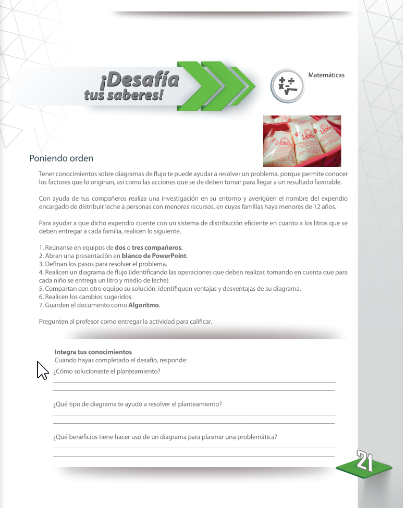 ¡Desafía
tus saberes!
Matemáticas
Poniendo orden
Tener conocimientos sobre diagramas de flujo te puede ayudar a resolver un problema, porque permite conocer
los factores que lo originan, así como las acciones que se deben tomar para llegar a un resultado favorable.
Con ayuda de tus compañeros realiza una investigación en su entorno y averigüen el nombre del expendio
encargado de distribuir leche a personas con menores recursos, en cuyas familias haya menores de 12 años.
Para ayudar a que dicho expendio cuente con un sistema de distribución eficiente en cuanto a los litros que se
deben entregar a cada familia, realicen lo siguiente.
1. Reúnanse en equipos de dos o tres compañeros.
2. Abran una presentación en blanco de PowerPoint.
3. Definan los pasos para resolver el problema.
4. Realicen un diagrama de flujo (identificando las operaciones que deben realizar, tomando en cuenta que para
cada niño se entrega un litro y medio de leche).
5. Compartan con otro equipo su solución, identifiquen ventajas y desventajas de su diagrama.
6. Realicen los cambios sugeridos.
7. Guarden el documento como Algoritmo.
Pregunten al profesor como entregar la actividad para calificar.
Integra tus conocimientos
Cuando hayas completado el desafío, responde:
¿Cómo solucionaste el planteamiento?
¿Qué tipo de diagrama te ayudó a resolver el planteamiento?
¿Qué beneficios tiene hacer uso de un diagrama para plasmar una problemática?
21